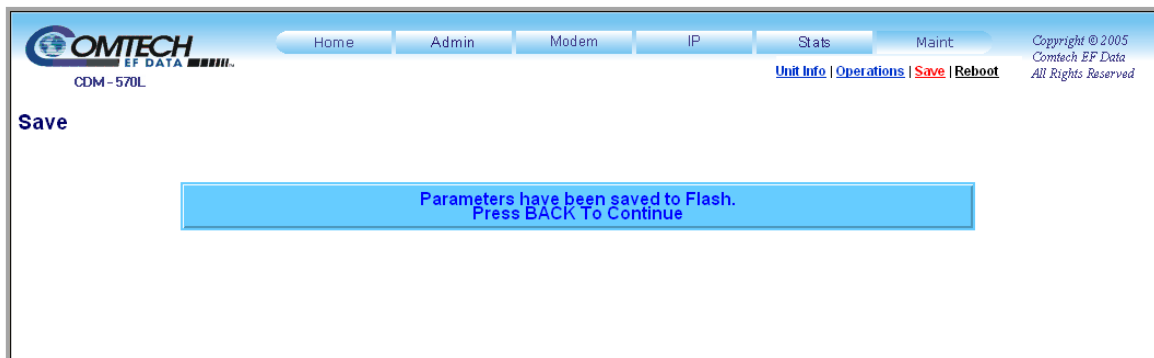 COMTECH
EF DATA
CDM - 570L
Home Admin Modem IP Stats Maint
Unit Info | Operations | Save | Reboot
Copyright © 2005
Comtech EF Data
All Rights Reserved
Save
Parameters have been saved to Flash.
Press BACK To Continue